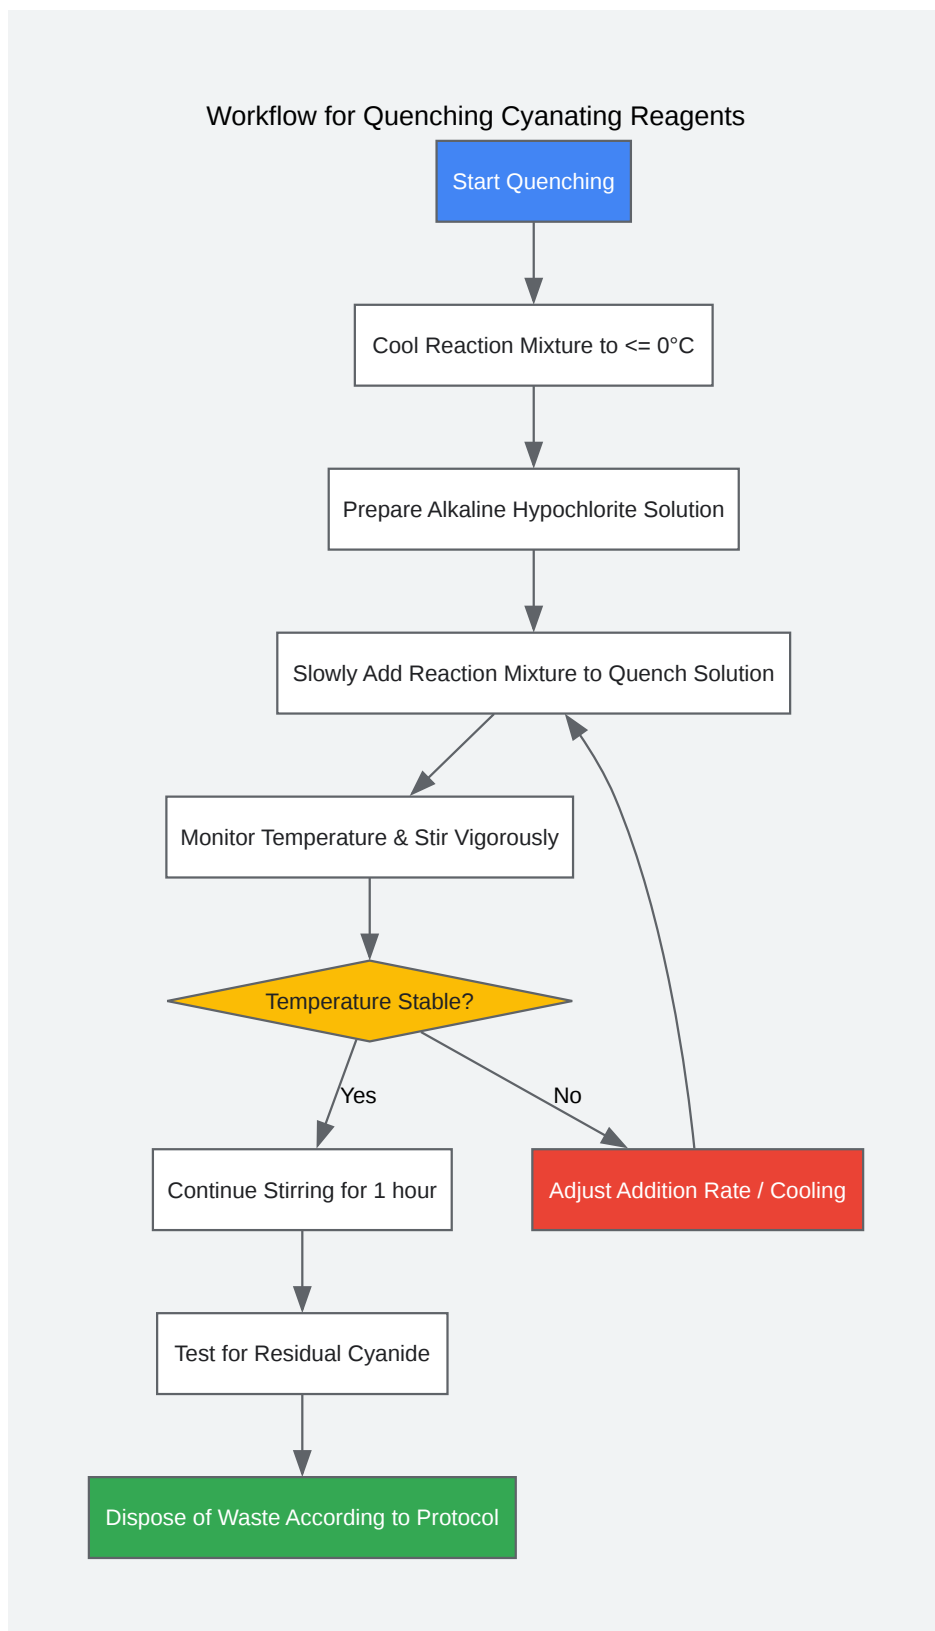 Workflow for Quenching Cyanating Reagents
Start Quenching
Cool Reaction Mixture to <= 0°C
Prepare Alkaline Hypochlorite Solution
Slowly Add Reaction Mixture to Quench Solution
Monitor Temperature & Stir Vigorously
Temperature Stable?
Yes
No
Continue Stirring for 1 hour
Adjust Addition Rate / Cooling
Test for Residual Cyanide
Dispose of Waste According to Protocol